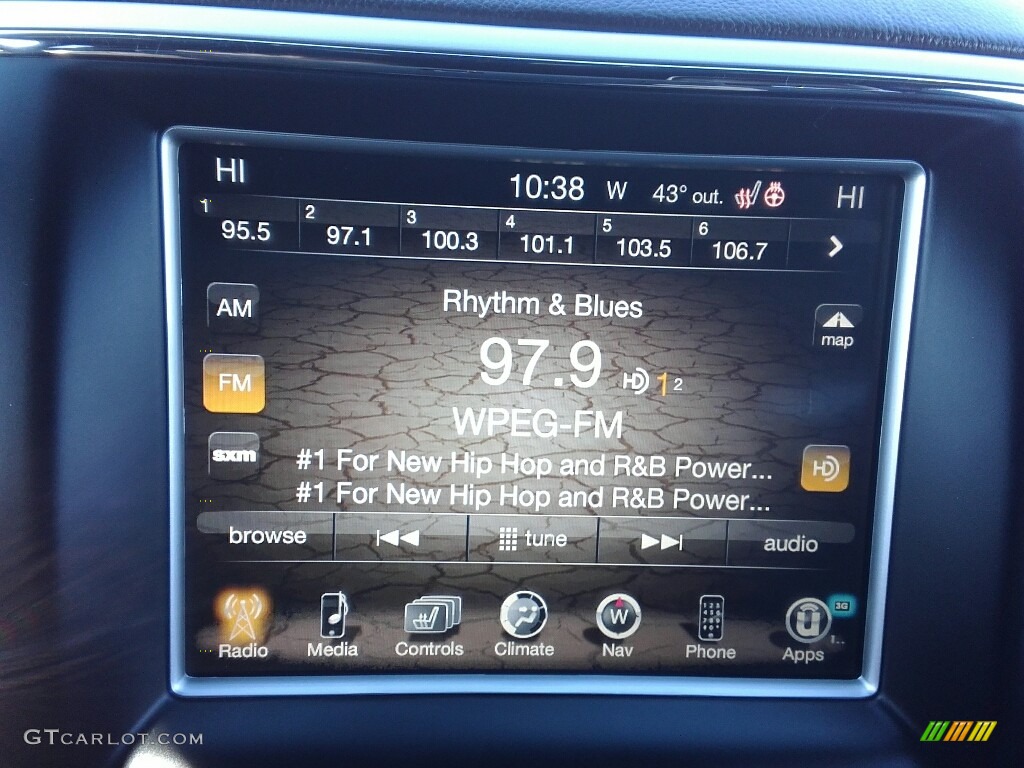 HI 10:38 W 43° out. HI
1 2 3 4 5 6
95.5 97.1 100.3 101.1 103.5 106.7
AM Rhythm & Blues map
FM 97.9 HD 1 2
WPEG-FM
sxm #1 For New Hip Hop and R&B Power... HD
#1 For New Hip Hop and R&B Power...
browse tune audio
W 3G
1..
Radio Media Controls Climate Nav Phone Apps
GTCARLOT.COM